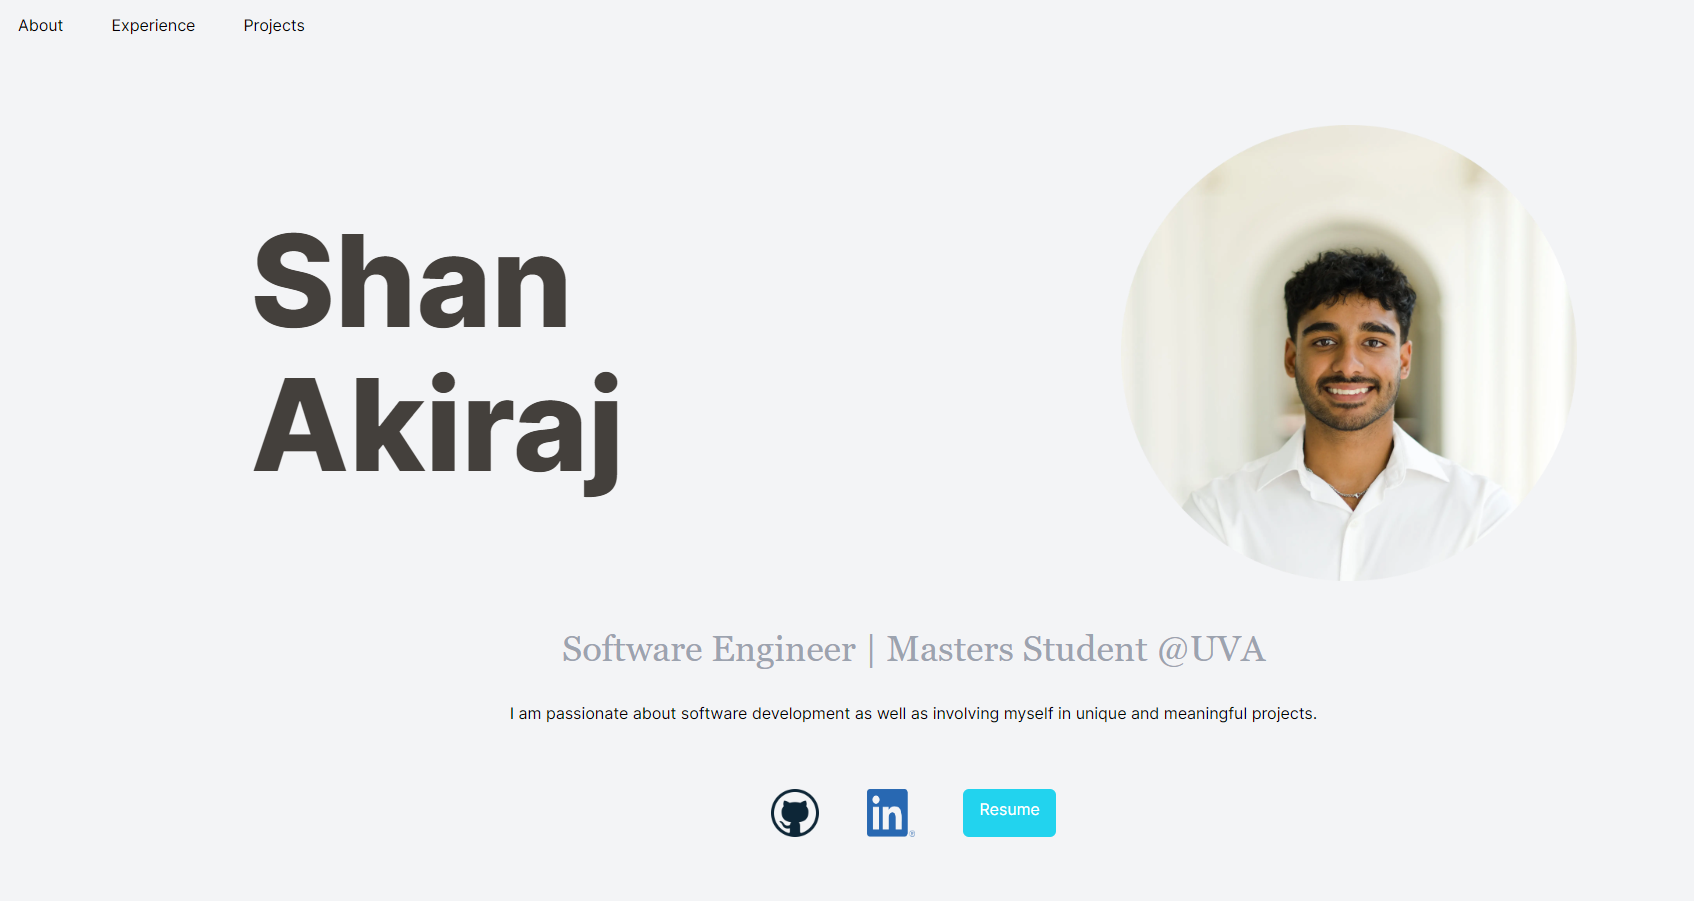 About Experience Projects
Shan
Akiraj
Software Engineer | Masters Student @UVA
I am passionate about software development as well as involving myself in unique and meaningful projects.
in ® Resume